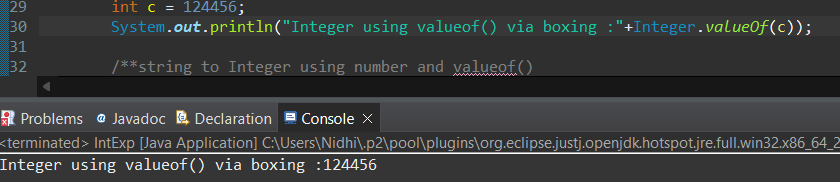 29 int c = 124456;
30 System.out.println("Integer using valueof() via boxing :"+Integer.valueOf(c));
31
32 /**string to Integer using number and valueof()
Problems @ Javadoc Declaration Console
<terminated> IntExp [Java Application] C:\Users\Nidhi\.p2\pool\plugins\org.eclipse.justj.openjdk.hotspot.jre.full.win32.x86_64_2
Integer using valueof() via boxing :124456